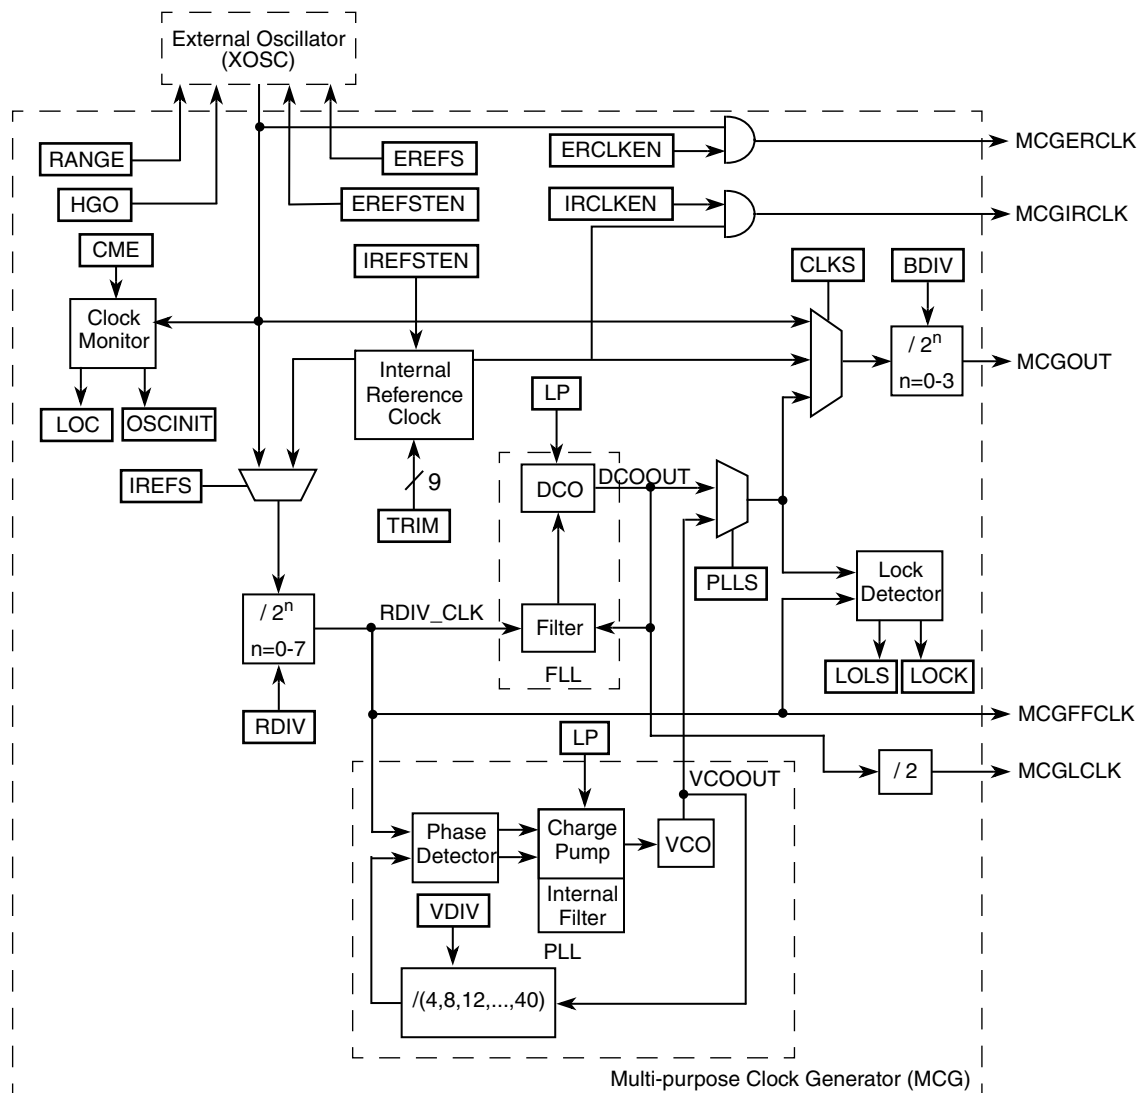 External Oscillator
(XOSC)
RANGE
HGO
EREFS
EREFSTEN
ERCLKEN
IRCLKEN
MCGERCLK
MCGIRCLK
CME
IREFSTEN
CLKS
BDIV
Clock
Monitor
/ 2n
n=0-3
MCGOUT
Internal
Reference
Clock
LP
LOC
OSCINIT
IREFS
9
TRIM
DCO
DCOOUT
PLLS
Lock
Detector
/ 2n
n=0-7
RDIV_CLK
Filter
FLL
LOLS
LOCK
RDIV
MCGFFCLK
LP
/ 2
MCGLCLK
VCOOUT
Phase
Detector
Charge
Pump
VCO
Internal
Filter
VDIV
PLL
/(4,8,12,...,40)
Multi-purpose Clock Generator (MCG)